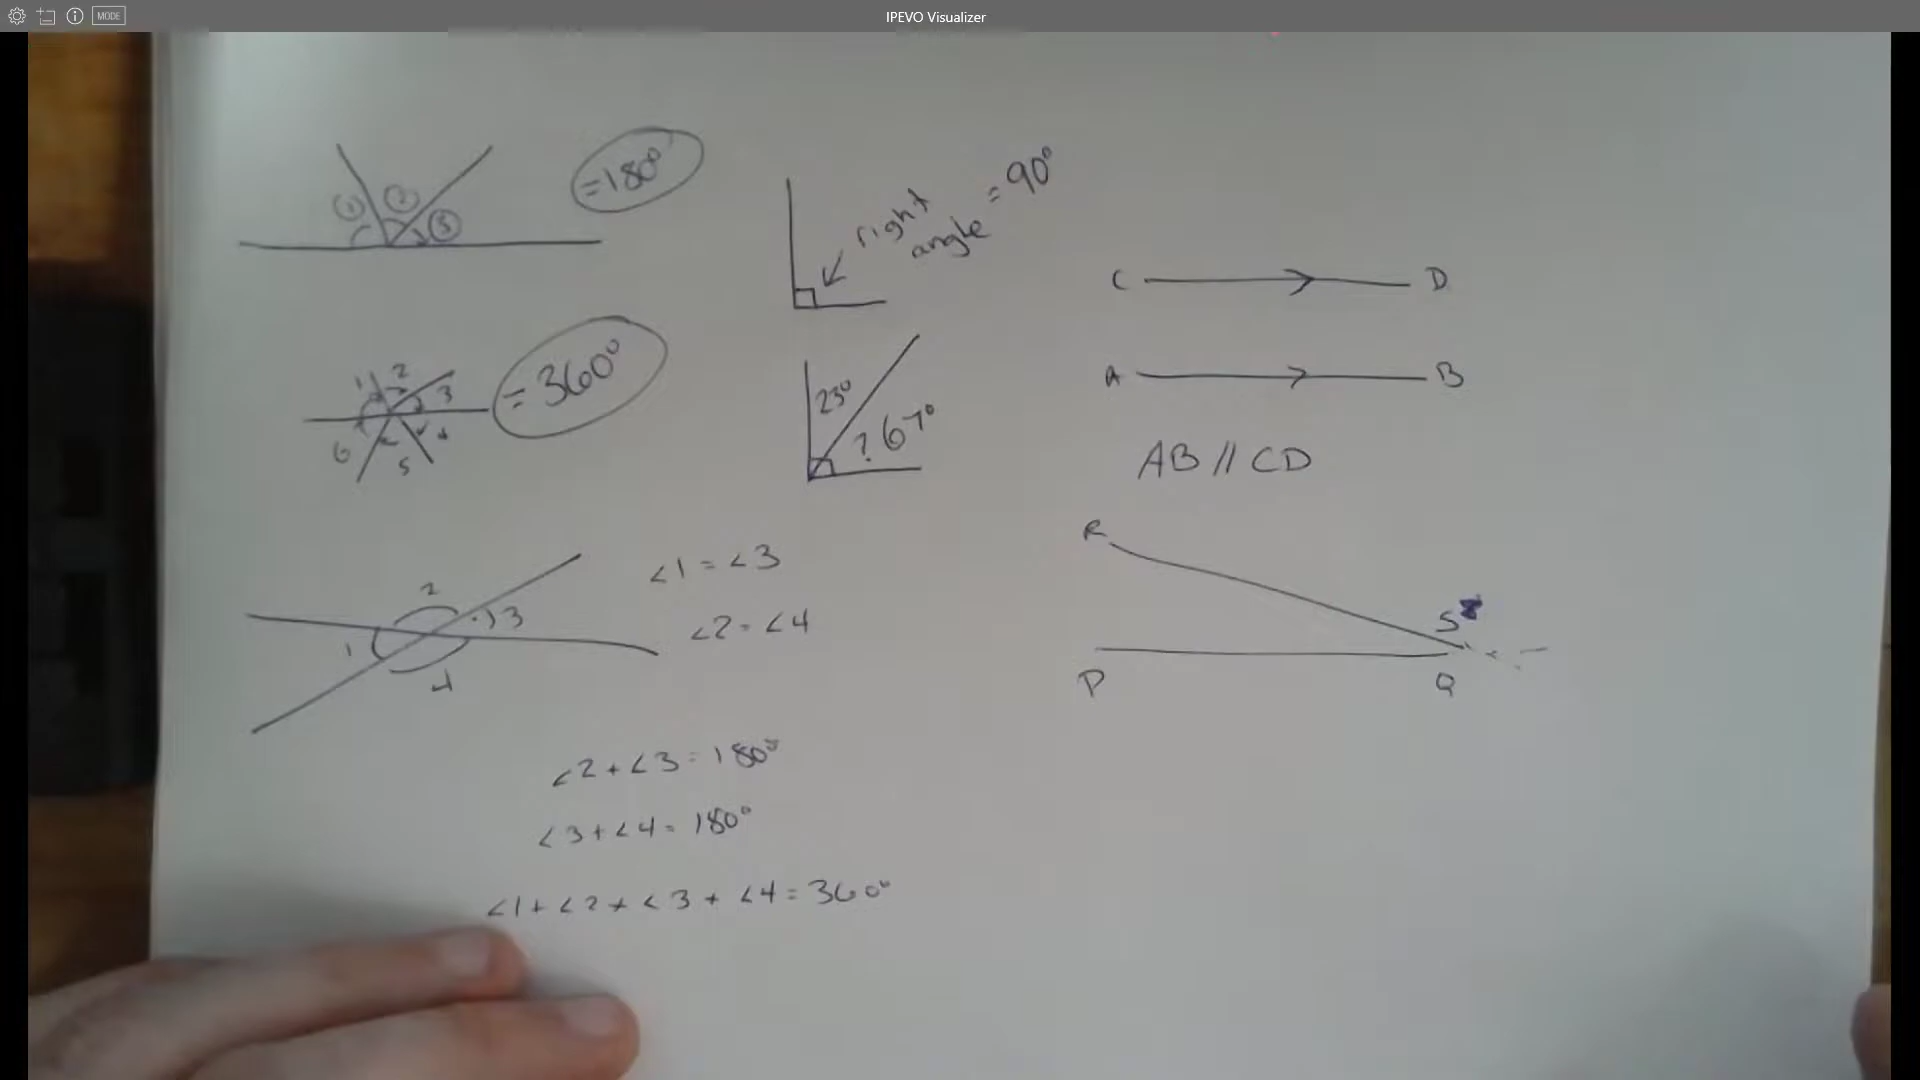 MODE
IPEVO Visualizer
1
2
3
=180°
right
angle = 90°
C
D
1
2
3
4
5
6
=360°
23°
? 67°
A
B
AB // CD
R
S
P
Q
2
1
3
4
<1 = <3
<2 = <4
<2 + <3 = 180°
<3 + <4 = 180°
<1 + <2 + <3 + <4 = 360°